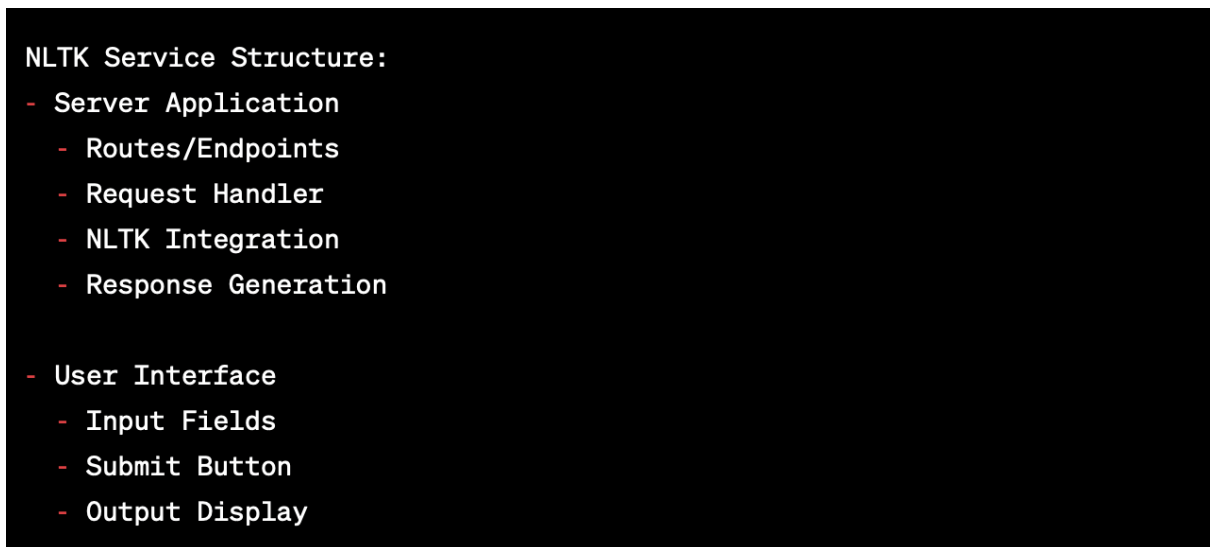 NLTK Service Structure:
- Server Application
- Routes/Endpoints
- Request Handler
- NLTK Integration
- Response Generation
- User Interface
- Input Fields
- Submit Button
- Output Display